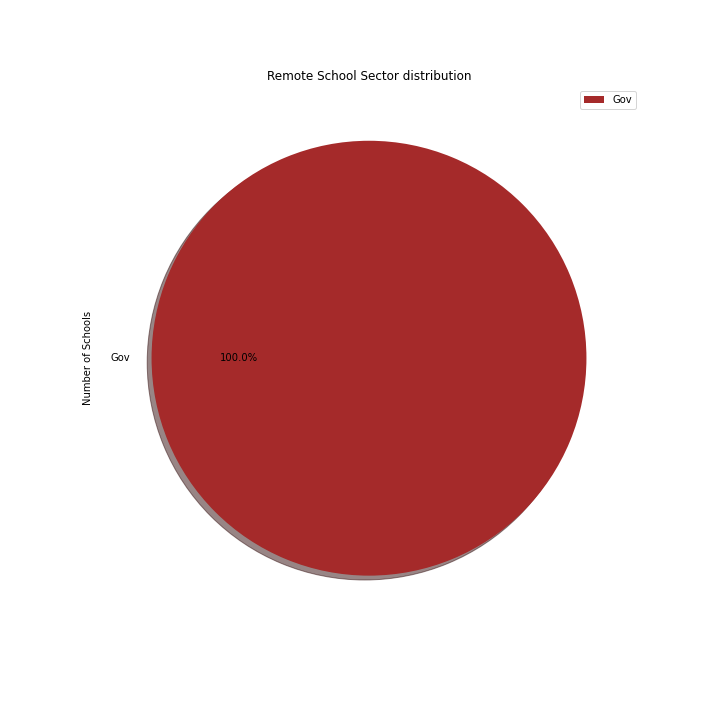 Remote School Sector distribution
Gov
Number of Schools
Gov
100.0%